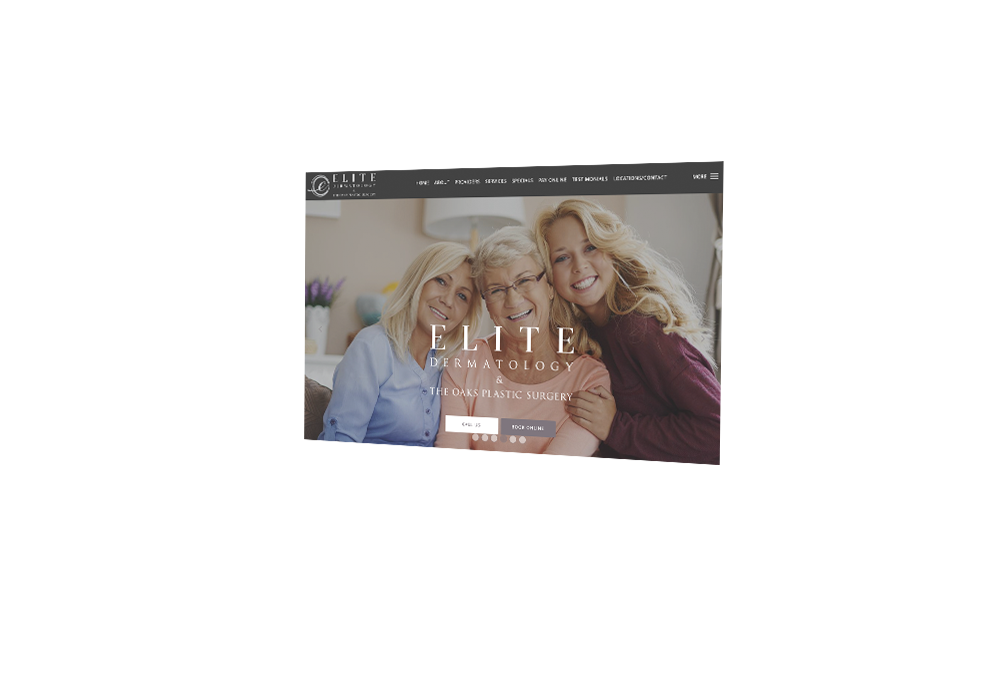 ELITE
DERMATOLOGY
HOME ABOUT PROVIDERS SERVICES SPECIALS PAY ONLINE TESTIMONIALS LOCATIONS/CONTACT MORE
ELITE
DERMATOLOGY
&
THE OAKS PLASTIC SURGERY
CALL US BOOK ONLINE